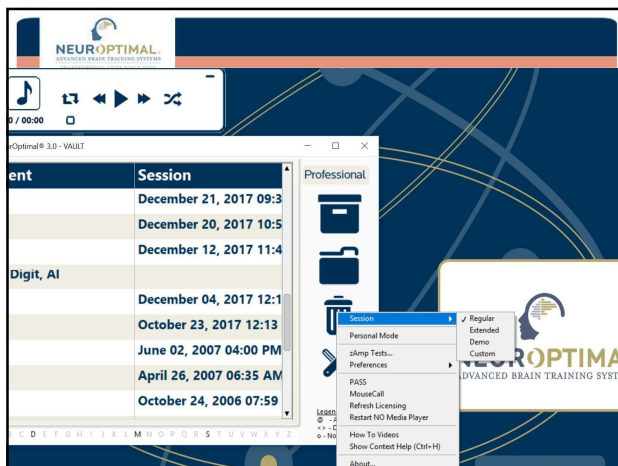 NEUROPTIMAL®
ADVANCED BRAIN TRAINING SYSTEMS
0 / 00:00
NeurOptimal® 3.0 - VAULT
Session
Professional
December 21, 2017 09:3
December 20, 2017 10:5
December 12, 2017 11:4
Digit, Al
December 04, 2017 12:1
October 23, 2017 12:13
June 02, 2007 04:00 PM
April 26, 2007 06:35 AM
October 24, 2006 07:59
Session
Personal Mode
zAmp Tests...
Preferences
PASS
MouseCall
Refresh Licensing
Restart NO Media Player
How To Videos
Show Context Help (Ctrl+H)
About...
✓ Regular
Extended
Demo
Custom
Legen
@ - A
<> - D
o - No
B C D E F G H I J K L M N O P Q R S T U V W X Y Z
EUROPTIMA
ADVANCED BRAIN TRAINING SYST